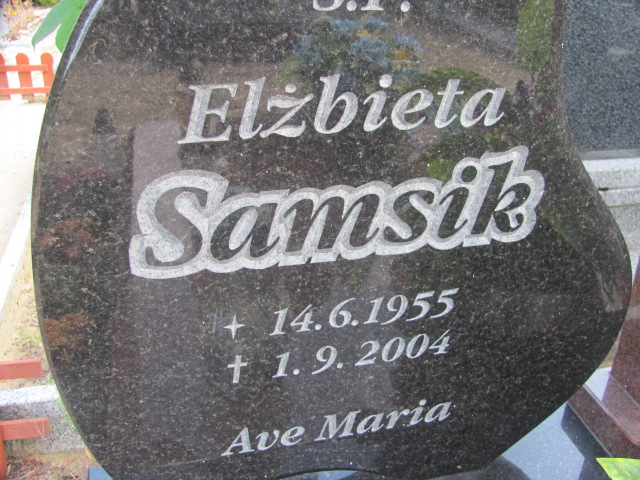 Ś.P.
Elżbieta
Samsik
+ 14.6.1955
† 1.9.2004
Ave Maria